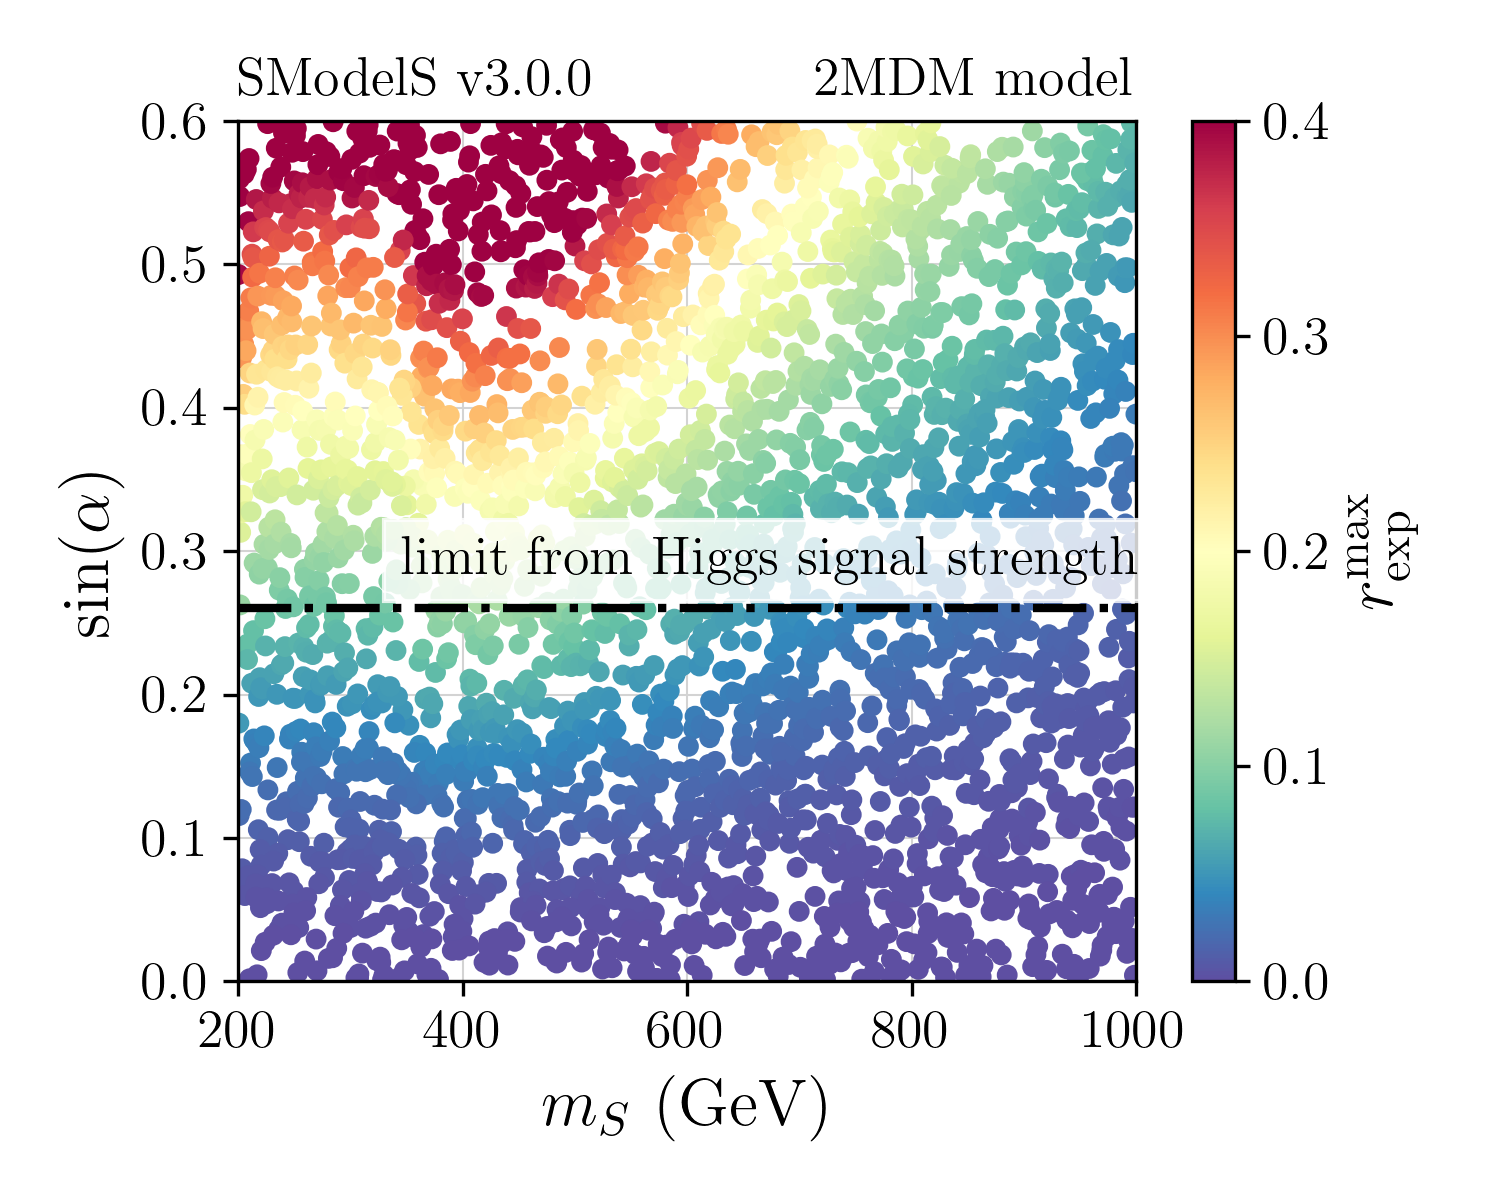 SModelS v3.0.0 2MDM model
0.6
0.5
0.4
0.3
0.2
0.1
0.0
sin(α)
limit from Higgs signal strength
200 400 600 800 1000
m_S (GeV)
0.4
0.3
0.2
0.1
0.0
r_exp^max